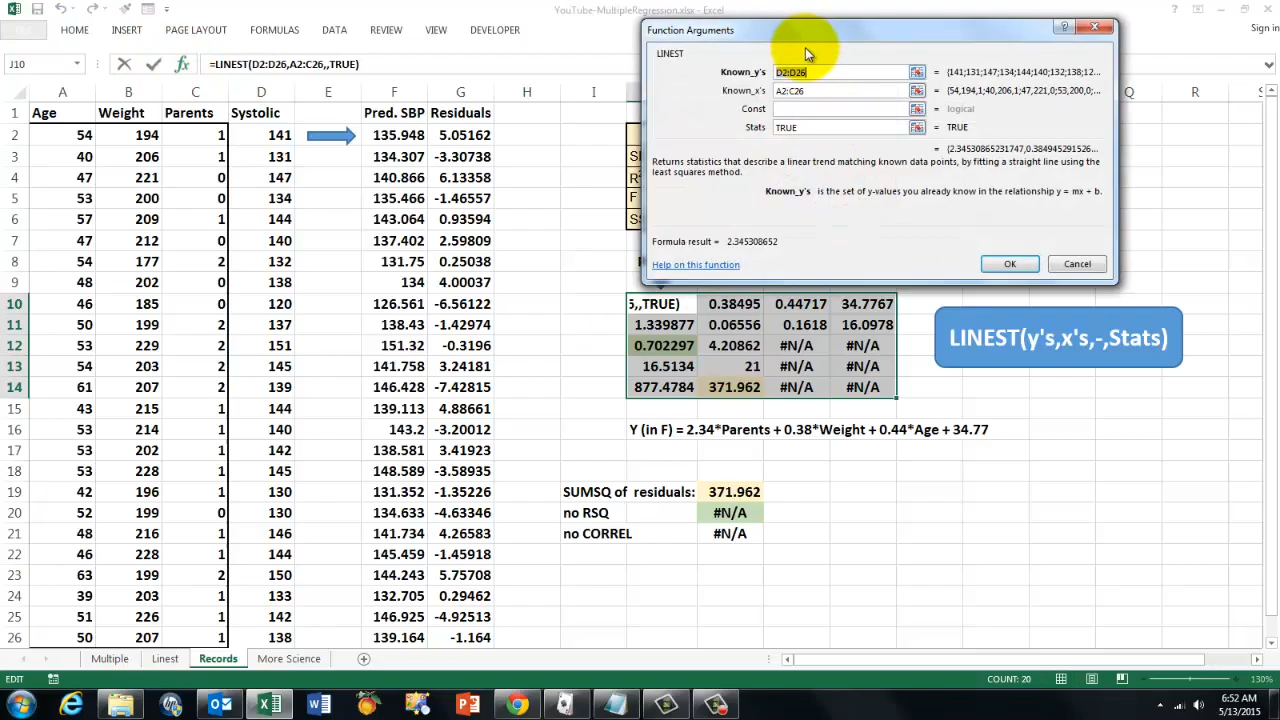 YouTube-MultipleRegression.xlsx - Excel
HOME INSERT PAGE LAYOUT FORMULAS DATA REVIEW VIEW DEVELOPER Sign in
J10 =LINEST(D2:D26,A2:C26,,TRUE)
Function Arguments
LINEST
Known_y's D2:D26 = {141;131;147;134;144;140;132;138;12...
Known_x's A2:C26 = {54,194,1;40,206,1;47,221,0;53,200,0;...
Const = logical
Stats TRUE = TRUE
= {2.34530865231747,0.384945291526...
Returns statistics that describe a linear trend matching known data points, by fitting a straight line using the
least squares method.
Known_y's is the set of y-values you already know in the relationship y = mx + b.
Formula result = 2.345308652
Help on this function OK Cancel
A B C D E F G H I Q R S
1 Age Weight Parents Systolic Pred. SBP Residuals
2 54 194 1 141 135.948 5.05162
3 40 206 1 131 134.307 -3.30738
4 47 221 1 147 140.866 6.13358
5 53 200 0 134 135.466 -1.46557
6 57 209 1 144 143.064 0.93594
7 47 212 0 140 137.402 2.59809
8 54 177 2 132 131.75 0.25038
9 48 202 0 138 134 4.00037
10 46 185 0 120 126.561 -6.56122 5,,TRUE) 0.38495 0.44717 34.7767
11 50 199 2 137 138.43 -1.42974 1.339877 0.06556 0.1618 16.0978
12 53 229 2 151 151.32 -0.3196 0.702297 4.20862 #N/A #N/A
13 54 203 2 145 141.758 3.24181 16.5134 21 #N/A #N/A
14 61 207 2 139 146.428 -7.42815 877.4784 371.962 #N/A #N/A
LINEST(y's,x's,-,Stats)
15 43 215 1 144 139.113 4.88661
16 53 214 1 140 143.2 -3.20012 Y (in F) = 2.34*Parents + 0.38*Weight + 0.44*Age + 34.77
17 53 202 1 142 138.581 3.41923
18 53 228 1 145 148.589 -3.58935
19 42 196 1 130 131.352 -1.35226 SUMSQ of residuals: 371.962
20 52 199 0 130 134.633 -4.63346 no RSQ #N/A
21 48 216 1 146 141.734 4.26583 no CORREL #N/A
22 46 228 1 144 145.459 -1.45918
23 63 199 2 150 144.243 5.75708
24 39 203 1 133 132.705 0.29462
25 51 226 1 142 146.925 -4.92513
26 50 207 1 138 139.164 -1.164
Multiple Linest Records More Science
EDIT COUNT: 20 130%
6:52 AM
5/13/2015